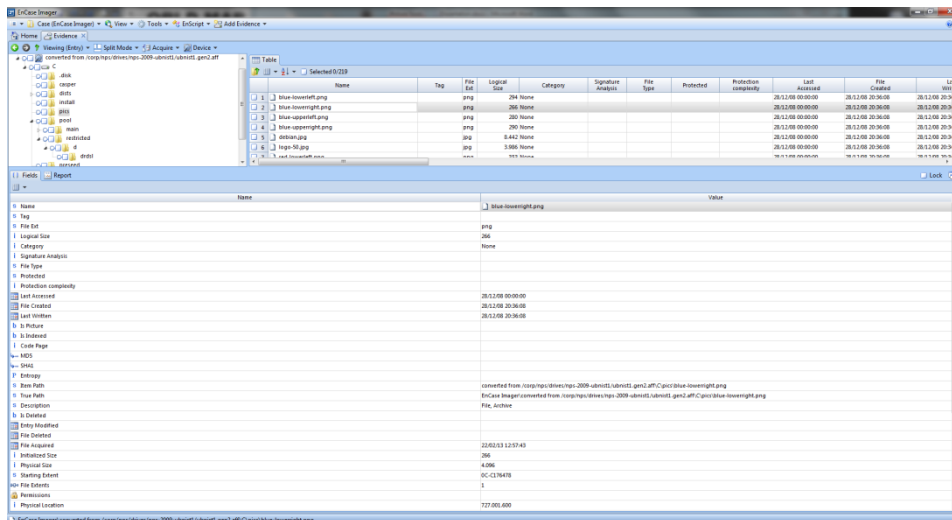 EnCase Imager
Case (EnCase Imager) View Tools EnScript Add Evidence
Home Evidence
Viewing (Entry) Split Mode Acquire Device
converted from /corp/nps/drives/nps-2009-ubnist1/ubnist1.gen2.aff
C
.disk
casper
dists
install
pics
pool
main
restricted
d
drdsl
preseed
Table
Selected 0/219
Name Tag File Ext Logical Size Category Signature Analysis File Type Protected Protection complexity Last Accessed File Created
1 blue-lowerleft.png png 294 None 28/12/08 00:00:00 28/12/08 20:36:08
2 blue-lowerright.png png 266 None 28/12/08 00:00:00 28/12/08 20:36:08
3 blue-upperleft.png png 280 None 28/12/08 00:00:00 28/12/08 20:36:08
4 blue-upperright.png png 290 None 28/12/08 00:00:00 28/12/08 20:36:08
5 debian.jpg jpg 8.442 None 28/12/08 00:00:00 28/12/08 20:36:08
6 logo-50.jpg jpg 3.986 None 28/12/08 00:00:00 28/12/08 20:36:08
Fields Report
Lock
Name Value
Name blue-lowerright.png
Tag
File Ext png
Logical Size 266
Category None
Signature Analysis
File Type
Protected
Protection complexity
Last Accessed 28/12/08 00:00:00
File Created 28/12/08 20:36:08
Last Written 28/12/08 20:36:08
Is Picture
Is Indexed
Code Page
MD5
SHA1
Entropy
Item Path converted from /corp/nps/drives/nps-2009-ubnist1/ubnist1.gen2.aff\C\pics\blue-lowerright.png
True Path EnCase Imager\converted from /corp/nps/drives/nps-2009-ubnist1/ubnist1.gen2.aff\C\pics\blue-lowerright.png
Description File, Archive
Is Deleted
Entry Modified
File Deleted
File Acquired 22/02/13 12:57:43
Initialized Size 266
Physical Size 4.096
Starting Extent 0C-C176478
File Extents 1
Permissions
Physical Location 727.001.600